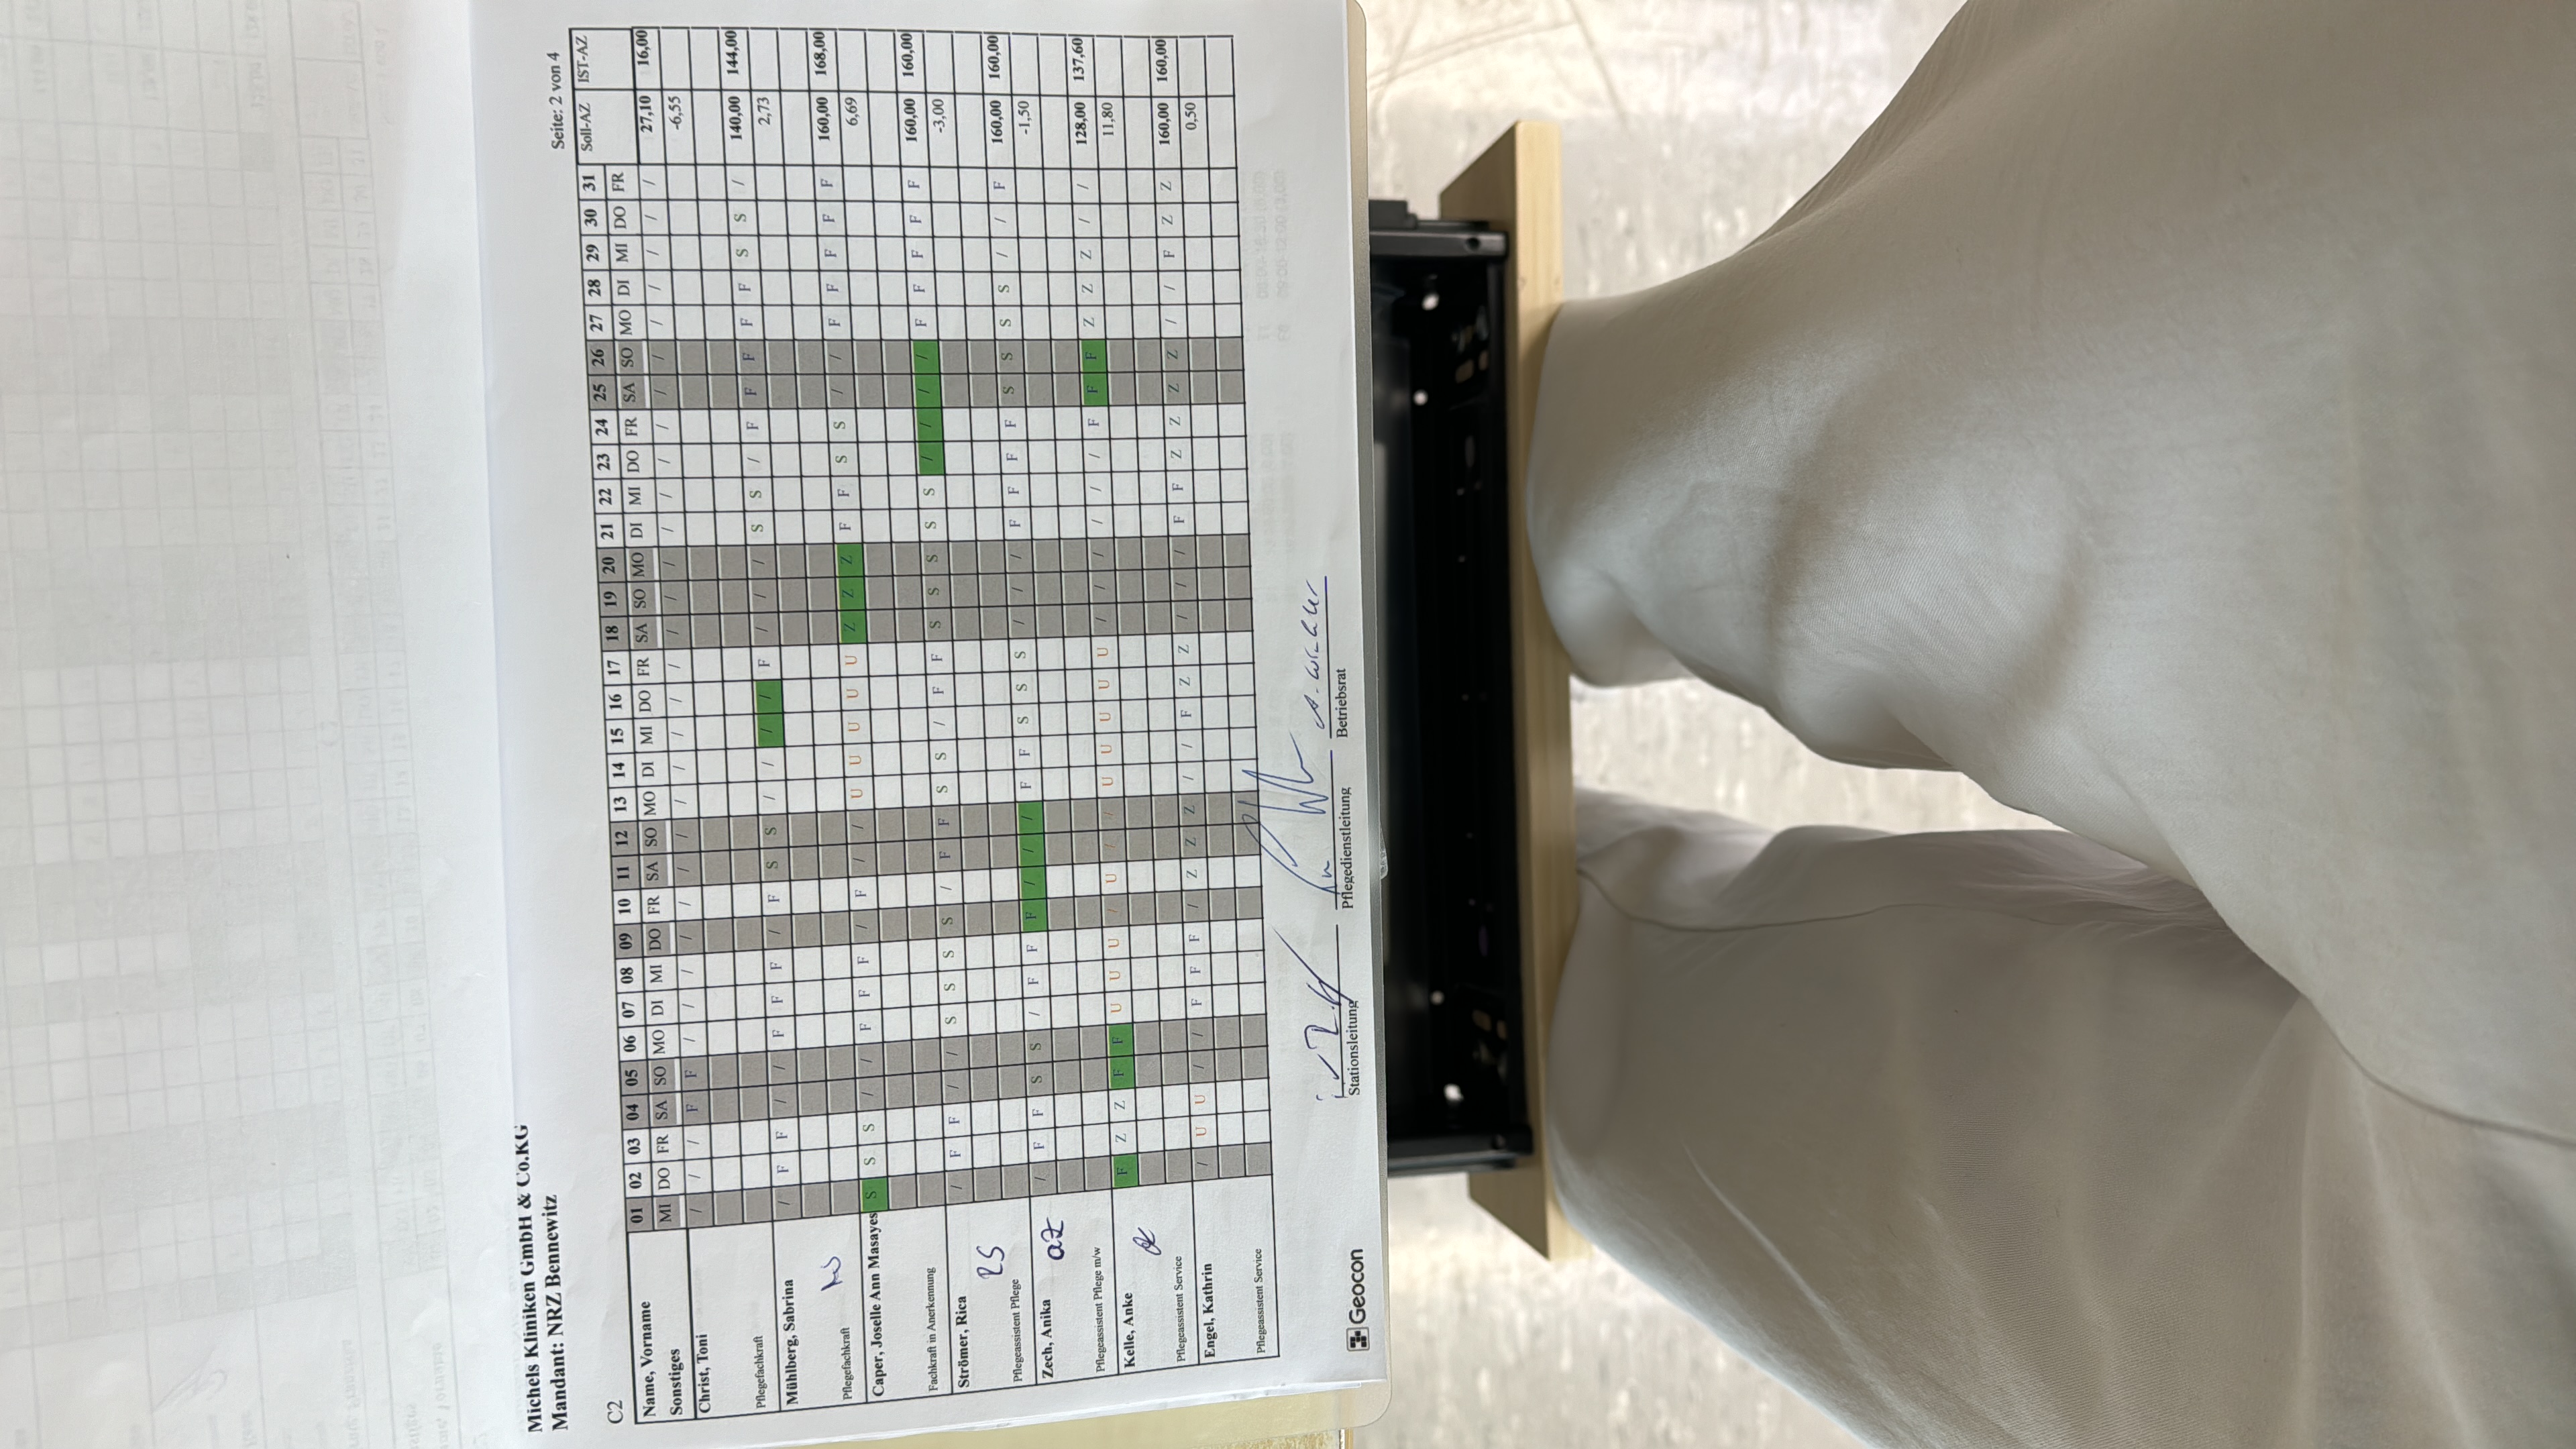 Michels Kliniken GmbH & Co.KG
Mandant: NRZ Bennewitz
Seite: 2 von 4
C2
Name, Vorname 01 02 03 04 05 06 07 08 09 10 11 12 13 14 15 16 17 18 19 20 21 22 23 24 25 26 27 28 29 30 31 Soll-AZ IST-AZ
Sonstiges MI DO FR SA SO MO DI MI DO FR SA SO MO DI MI DO FR SA SO MO DI MI DO FR SA SO MO DI MI DO FR
Christ, Toni / / / F F / / / / / / / / / / / / / / / / / / / / / / / / / / 27,10 16,00
-6,55
Pflegefachkraft
Mühlberg, Sabrina / F F / / F F F / F S S / / / / F / / / S S / F F F F F S S / 140,00 144,00
2,73
Pflegefachkraft
Caper, Joselle Ann Masayes S S S / / F F F / F / / U U U U U Z Z Z F F S S / / F F F F F 160,00 168,00
6,69
Fachkraft in Anerkennung
Strömer, Rica / F F / / S S S S / F F S S / F F S S S S S / / / / F F F F F 160,00 160,00
-3,00
RS
Pflegeassistent Pflege
Zech, Anika / F F S S / F F F / / / F F S S S / / / F F F F S S S S / / F 160,00 160,00
-1,50
aZ
Pflegeassistent Pflege m/w
Kelle, Anke F Z Z F F U U U / U / / U U U U U / / / / / / F F F Z Z Z / / 128,00 137,60
11,80
Pflegeassistent Service
Engel, Kathrin / U U / / F F F / Z Z Z / / F Z Z / / / F F Z Z Z Z / / F Z Z 160,00 160,00
0,50
Pflegeassistent Service
A. Winkler
Stationsleitung Pflegedienstleitung Betriebsrat
Geocon